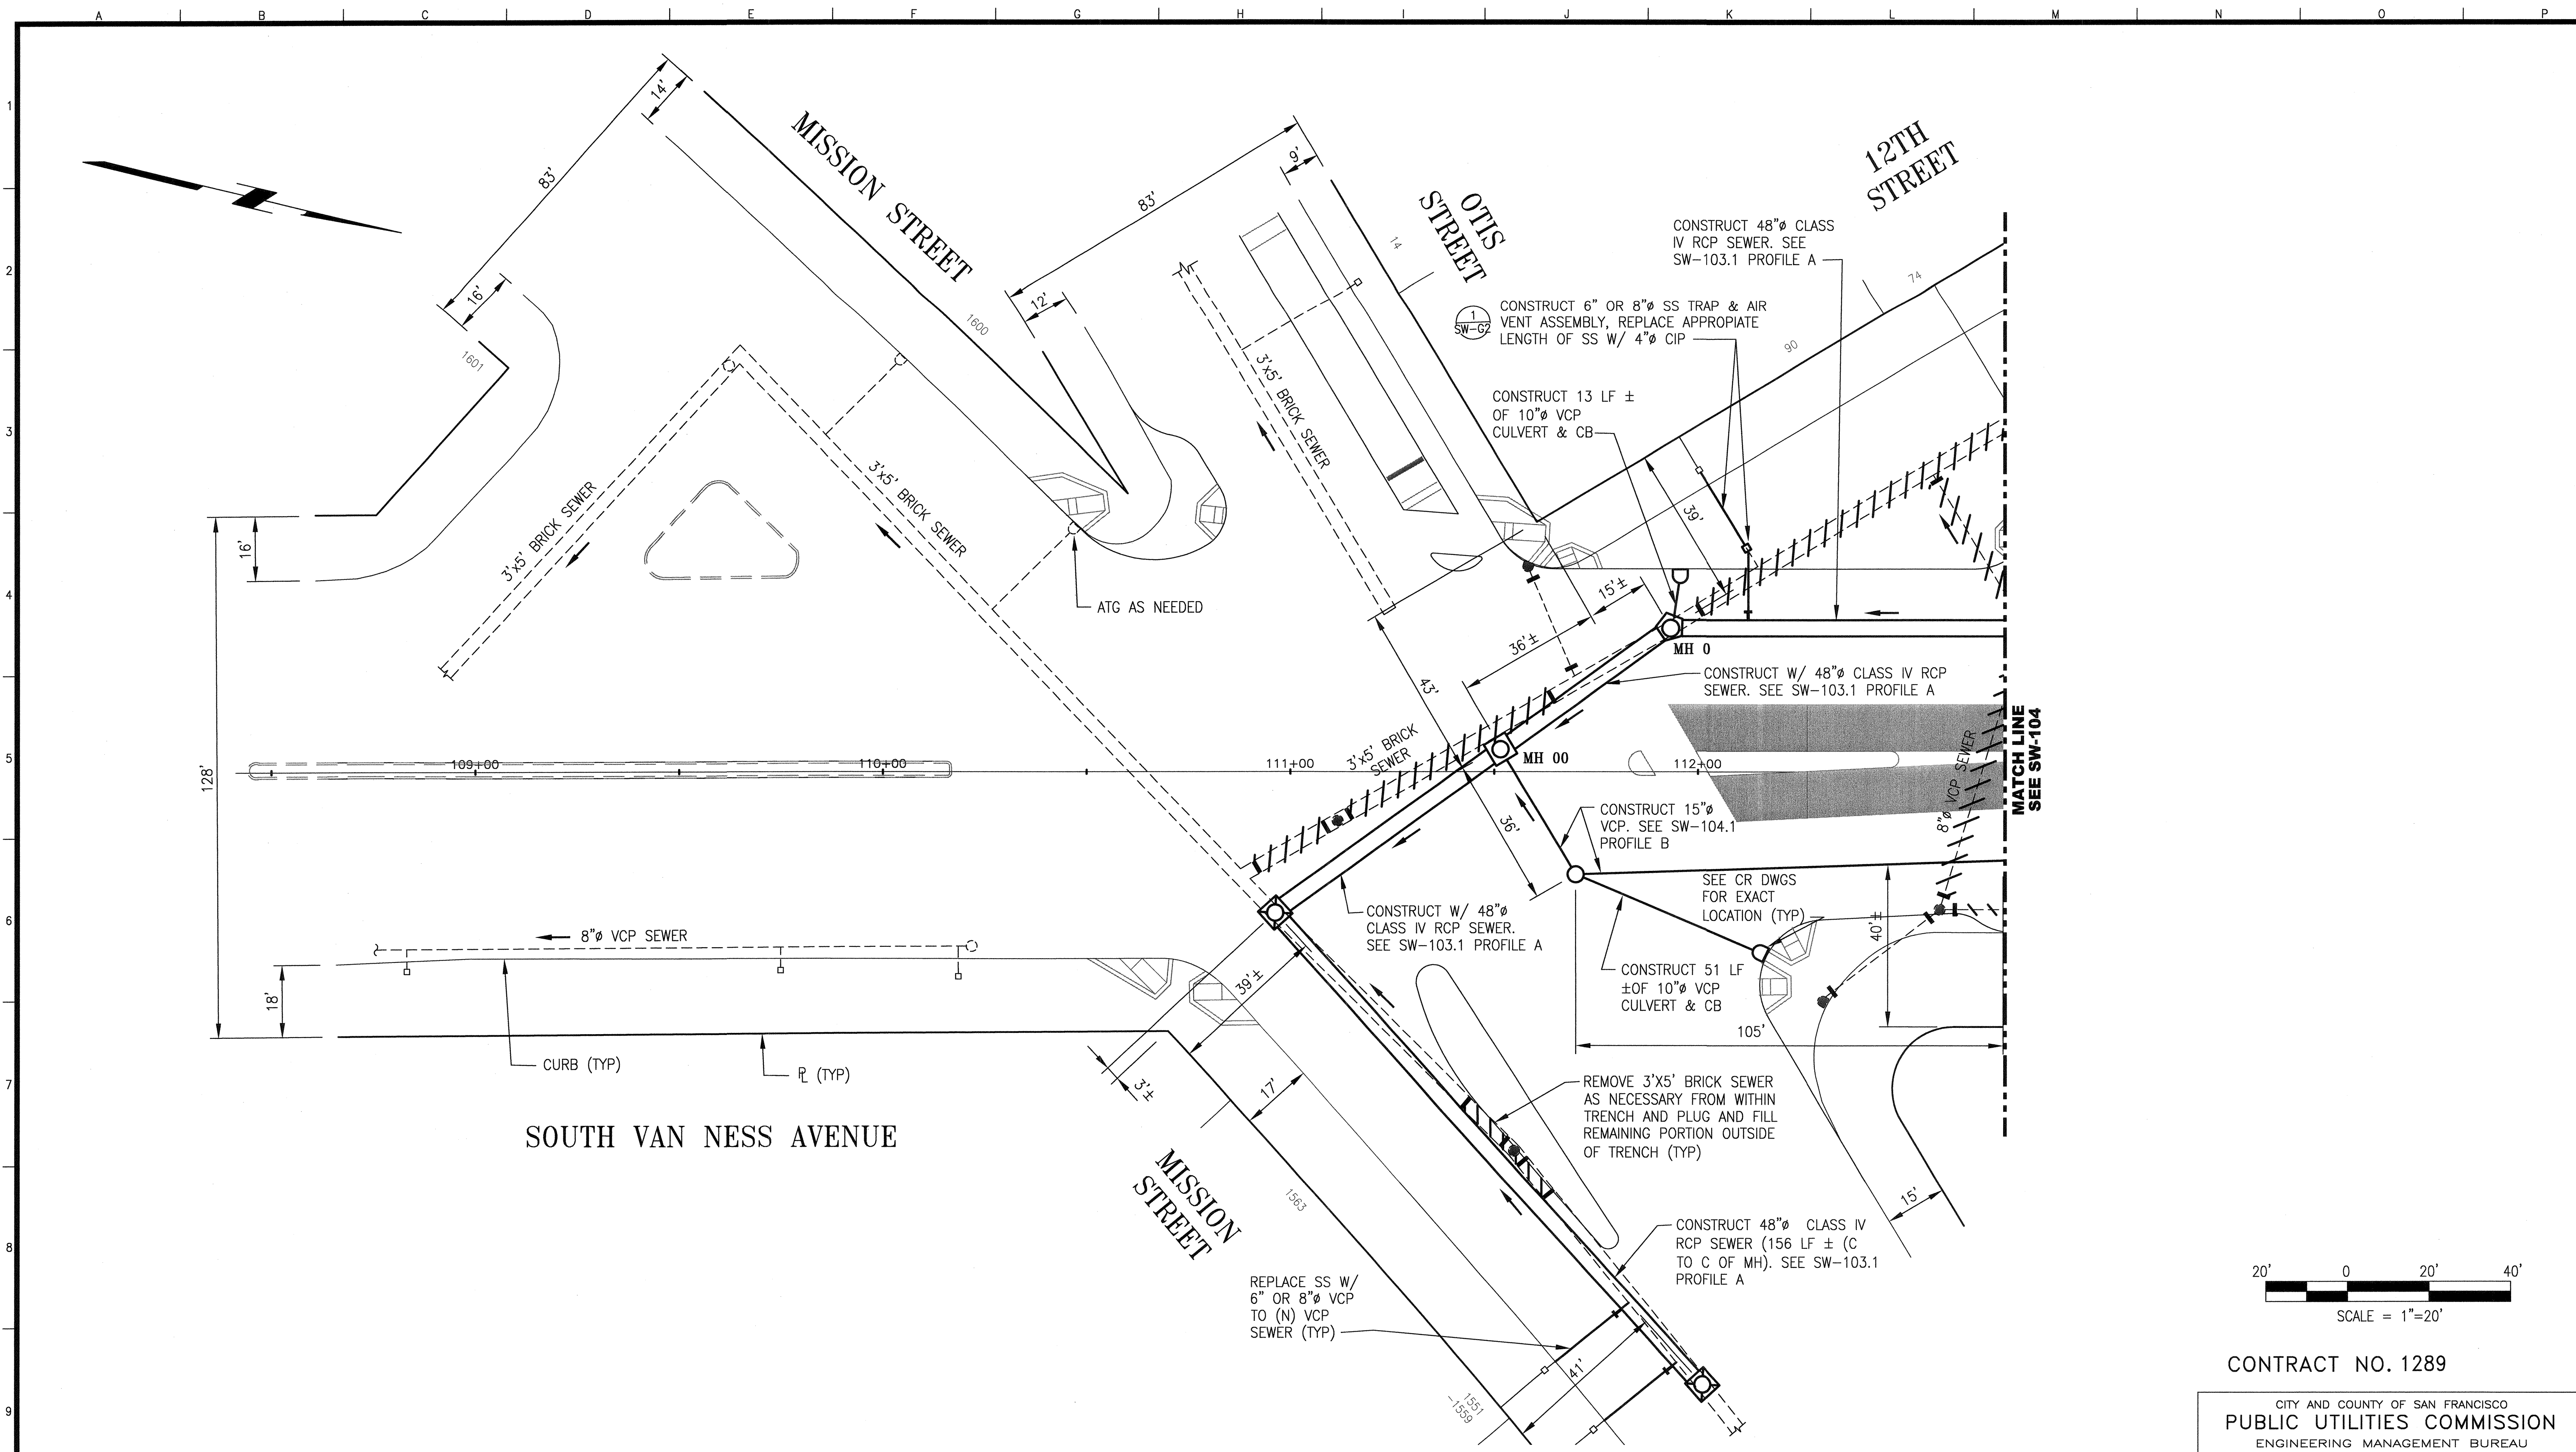 A B C D E F G H I J K L M N O P
1
2
3
4
5
6
7
8
9
14'
83'
16'
1601
MISSION STREET
1600
83'
9'
12'
OTIS
STREET
14
12TH
STREET
CONSTRUCT 48"ø CLASS
IV RCP SEWER. SEE
SW-103.1 PROFILE A
74
90
1
SW-G2
CONSTRUCT 6" OR 8"ø SS TRAP & AIR
VENT ASSEMBLY, REPLACE APPROPIATE
LENGTH OF SS W/ 4"ø CIP
CONSTRUCT 13 LF ±
OF 10"ø VCP
CULVERT & CB
3'x5' BRICK SEWER
3'x5' BRICK SEWER
3'x5' BRICK SEWER
39'
16'
128'
ATG AS NEEDED
15'±
36'±
43'
MH 0
CONSTRUCT W/ 48"ø CLASS IV RCP
SEWER. SEE SW-103.1 PROFILE A
3'x5' BRICK
SEWER
MH 00
109+00
110+00
111+00
112+00
8"ø VCP SEWER
MATCH LINE
SEE SW-104
36'
CONSTRUCT 15"ø
VCP. SEE SW-104.1
PROFILE B
SEE CR DWGS
FOR EXACT
LOCATION (TYP)
40'±
CONSTRUCT W/ 48"ø
CLASS IV RCP SEWER.
SEE SW-103.1 PROFILE A
8"ø VCP SEWER
18'
39'±
CONSTRUCT 51 LF
±OF 10"ø VCP
CULVERT & CB
105'
CURB (TYP)
PL (TYP)
3'±
17'
SOUTH VAN NESS AVENUE
REMOVE 3'X5' BRICK SEWER
AS NECESSARY FROM WITHIN
TRENCH AND PLUG AND FILL
REMAINING PORTION OUTSIDE
OF TRENCH (TYP)
MISSION
STREET
1563
15'
CONSTRUCT 48"ø CLASS IV
RCP SEWER (156 LF ± (C
TO C OF MH). SEE SW-103.1
PROFILE A
REPLACE SS W/
6" OR 8"ø VCP
TO (N) VCP
SEWER (TYP)
41'
1551
-1559
20' 0 20' 40'
SCALE = 1"=20'
CONTRACT NO. 1289
CITY AND COUNTY OF SAN FRANCISCO
PUBLIC UTILITIES COMMISSION
ENGINEERING MANAGEMENT BUREAU